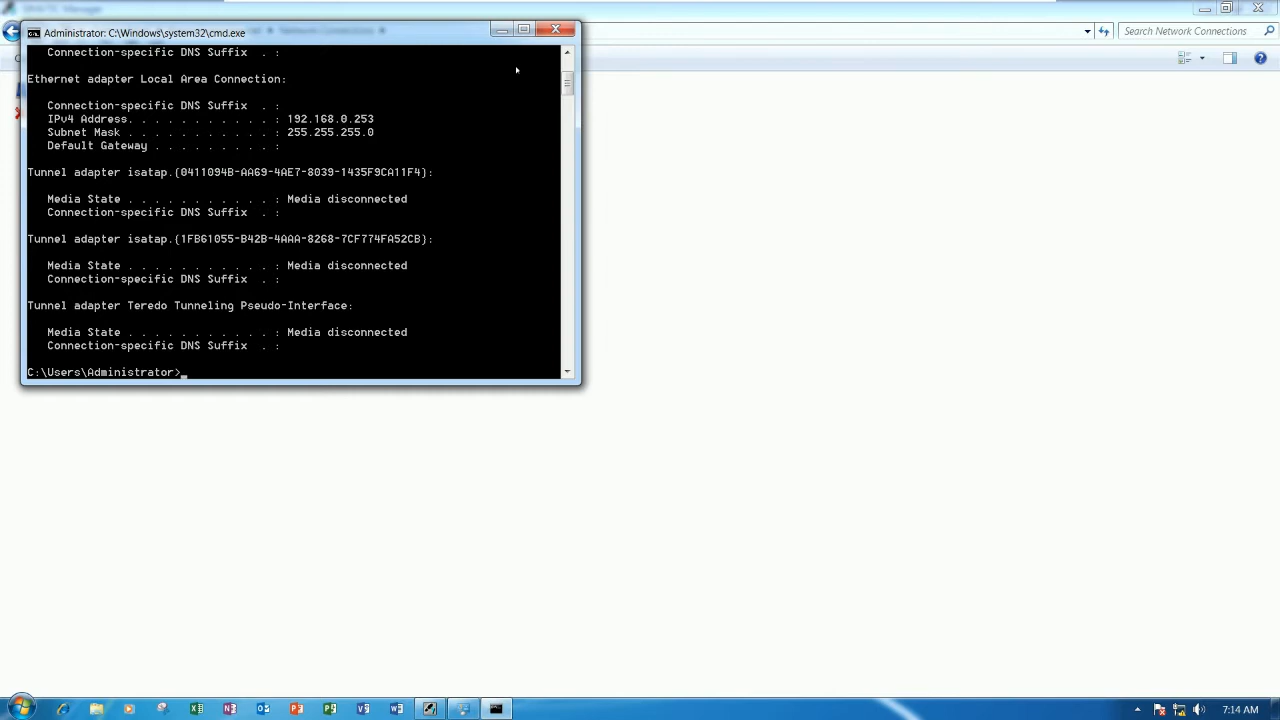 SIMATIC Manager
Administrator: C:\Windows\system32\cmd.exe
Network Connections
Search Network Connections
Connection-specific DNS Suffix . :
Ethernet adapter Local Area Connection:
Connection-specific DNS Suffix . :
IPv4 Address. . . . . . . . . . . : 192.168.0.253
Subnet Mask . . . . . . . . . . . : 255.255.255.0
Default Gateway . . . . . . . . . :
Tunnel adapter isatap.{0411094B-AA69-4AE7-8039-1435F9CA11F4}:
Media State . . . . . . . . . . . : Media disconnected
Connection-specific DNS Suffix . :
Tunnel adapter isatap.{1FB61055-B42B-4AAA-8268-7CF774FA52CB}:
Media State . . . . . . . . . . . : Media disconnected
Connection-specific DNS Suffix . :
Tunnel adapter Teredo Tunneling Pseudo-Interface:
Media State . . . . . . . . . . . : Media disconnected
Connection-specific DNS Suffix . :
C:\Users\Administrator>_
7:14 AM